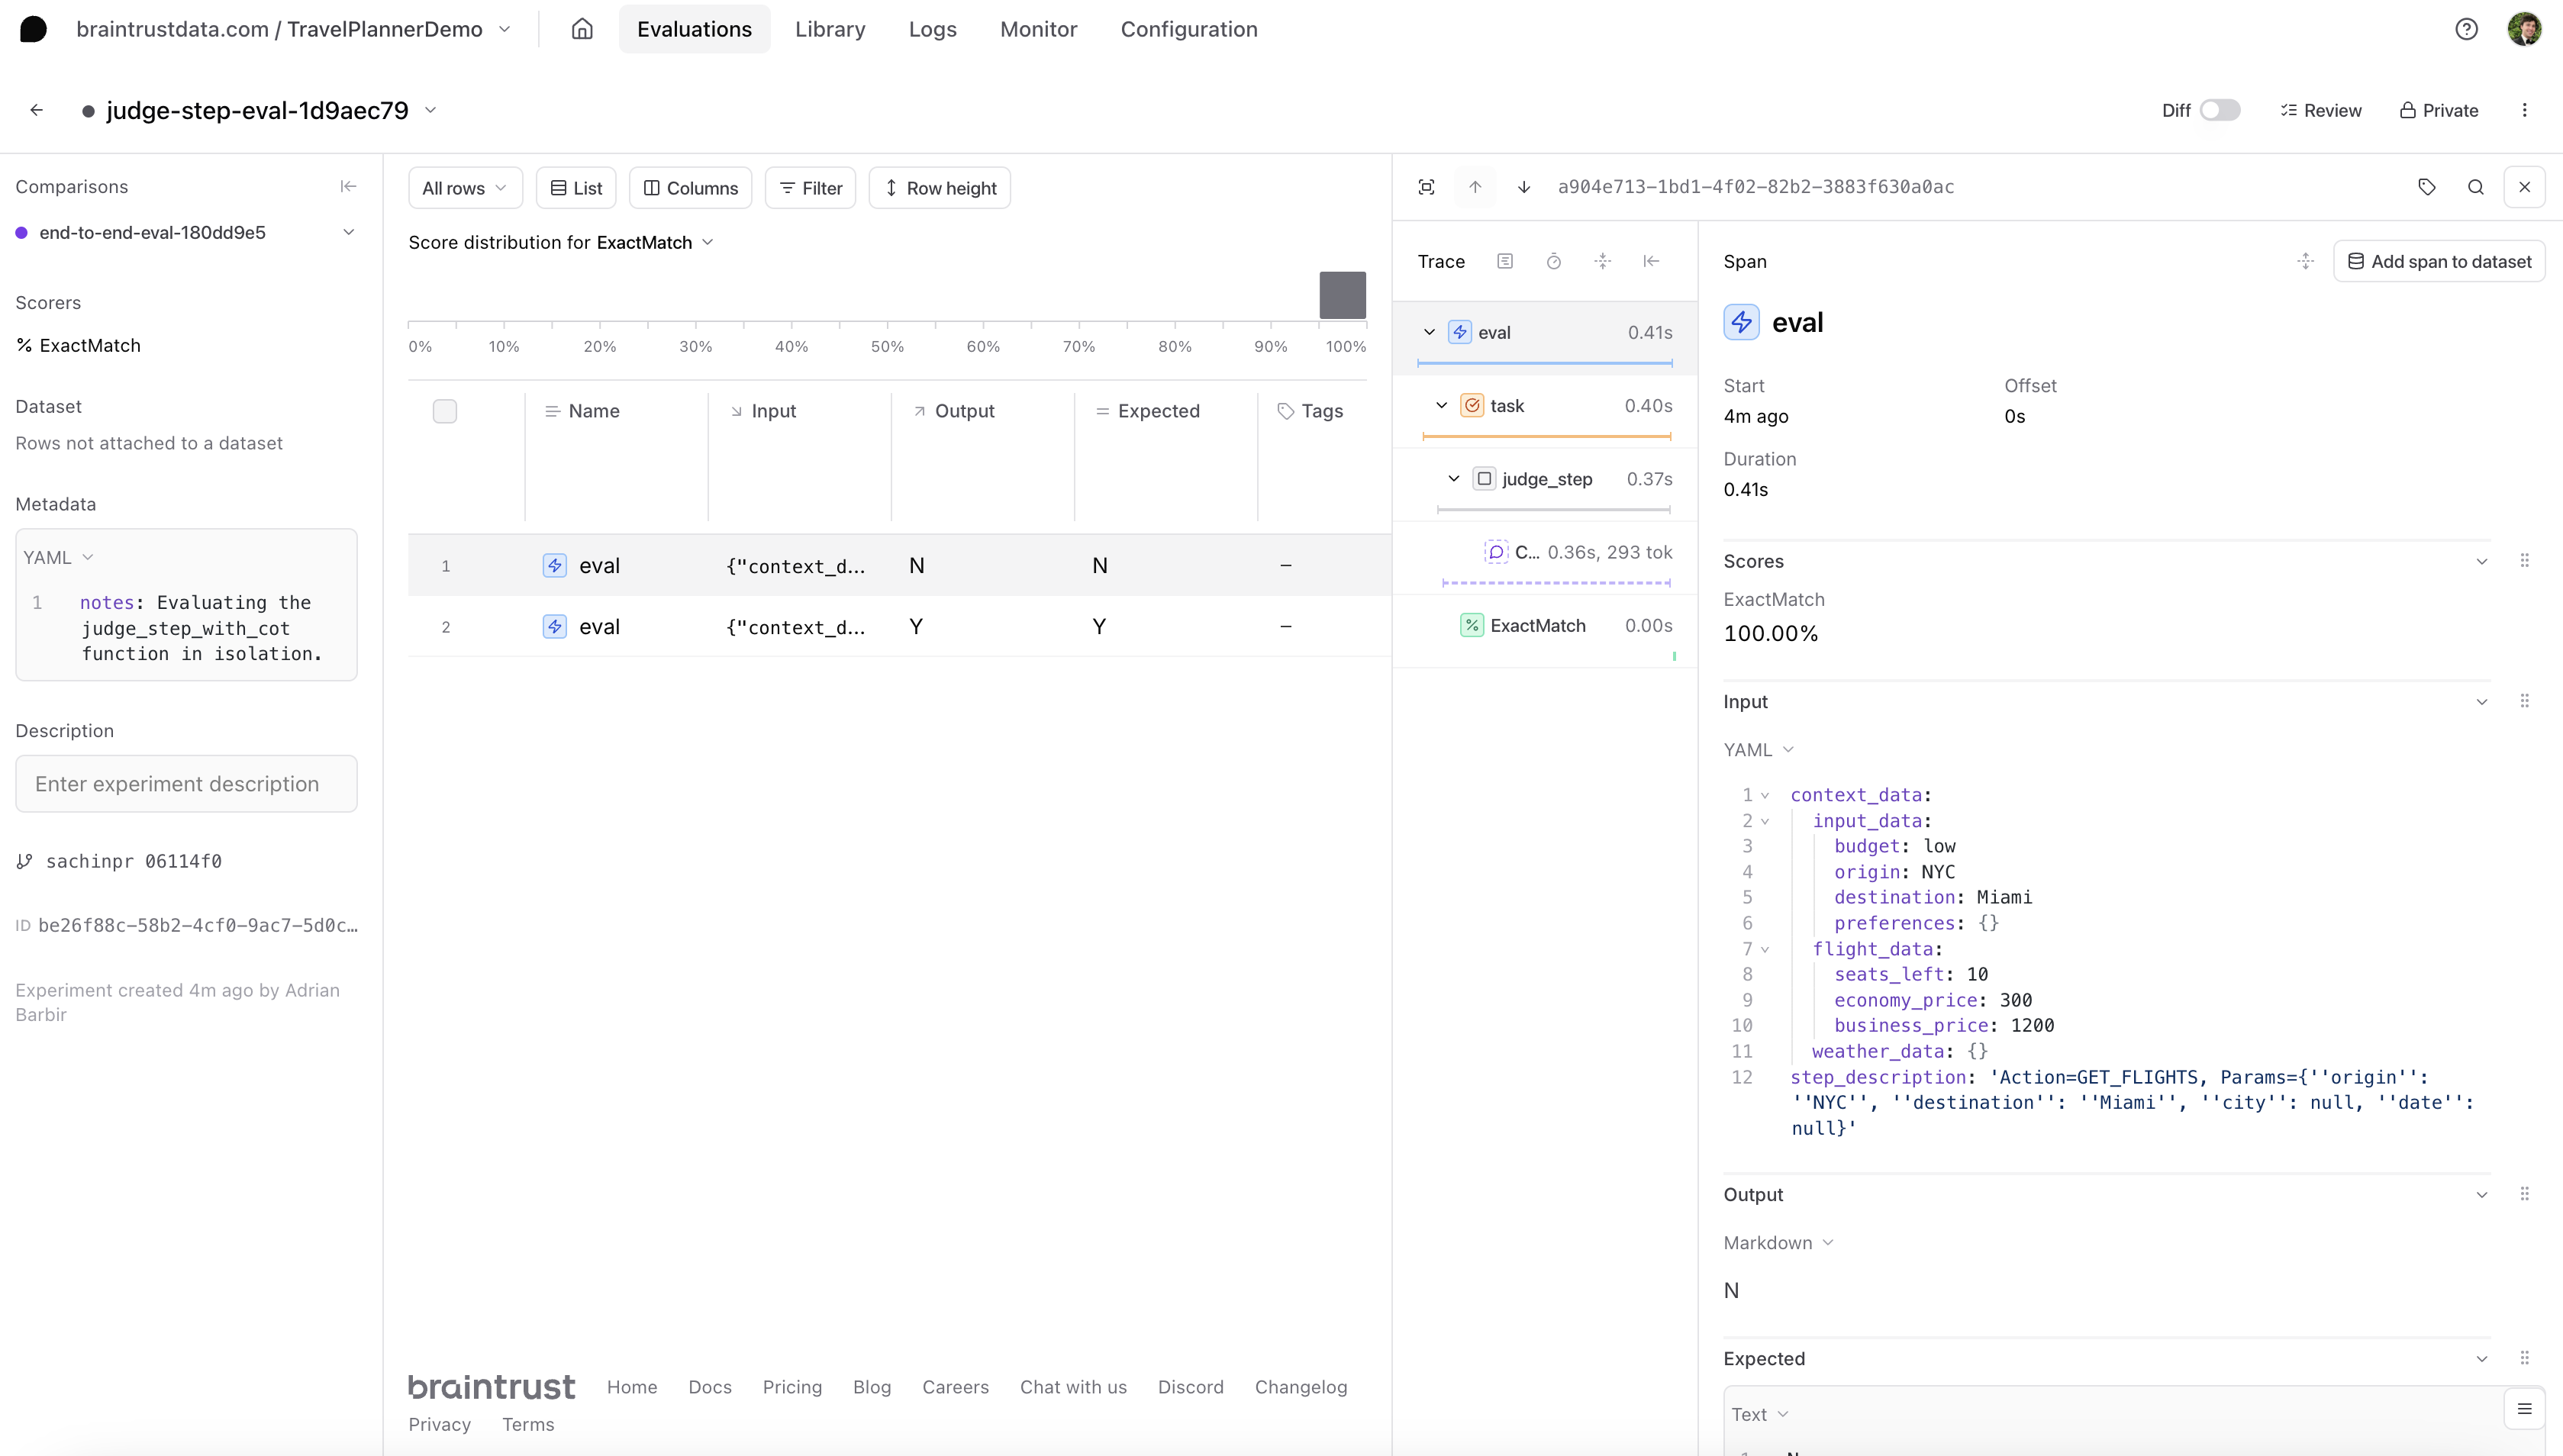 braintrustdata.com / TravelPlannerDemo
Evaluations
Library
Logs
Monitor
Configuration
judge-step-eval-1d9aec79
Diff
Review
Private
Comparisons
end-to-end-eval-180dd9e5
Scorers
% ExactMatch
Dataset
Rows not attached to a dataset
Metadata
YAML
1 notes: Evaluating the
judge_step_with_cot
function in isolation.
Description
Enter experiment description
sachinpr 06114f0
ID be26f88c-58b2-4cf0-9ac7-5d0c…
Experiment created 4m ago by Adrian
Barbir
All rows
List
Columns
Filter
Row height
Score distribution for ExactMatch
0% 10% 20% 30% 40% 50% 60% 70% 80% 90% 100%
Name Input Output Expected Tags
1 eval {"context_d... N N –
2 eval {"context_d... Y Y –
braintrust Home Docs Pricing Blog Careers Chat with us Discord Changelog
Privacy Terms
a904e713-1bd1-4f02-82b2-3883f630a0ac
Trace
eval 0.41s
task 0.40s
judge_step 0.37s
C... 0.36s, 293 tok
% ExactMatch 0.00s
Span
Add span to dataset
eval
Start
4m ago
Offset
0s
Duration
0.41s
Scores
ExactMatch
100.00%
Input
YAML
1 context_data:
2 input_data:
3 budget: low
4 origin: NYC
5 destination: Miami
6 preferences: {}
7 flight_data:
8 seats_left: 10
9 economy_price: 300
10 business_price: 1200
11 weather_data: {}
12 step_description: 'Action=GET_FLIGHTS, Params={''origin'':
''NYC'', ''destination'': ''Miami'', ''city'': null, ''date'':
null}'
Output
Markdown
N
Expected
Text